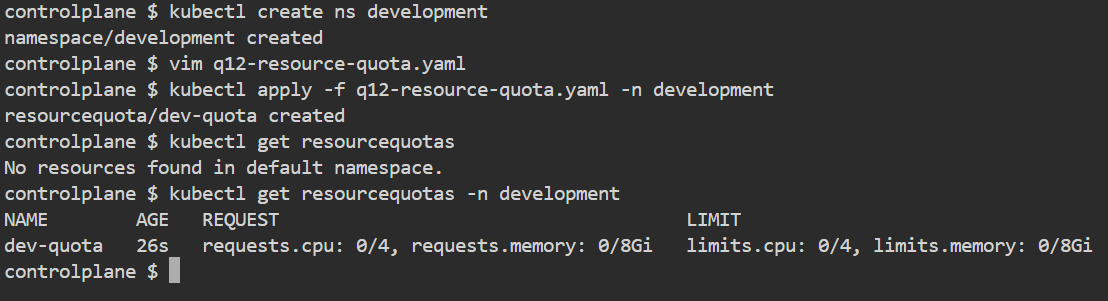 controlplane $ kubectl create ns development
namespace/development created
controlplane $ vim q12-resource-quota.yaml
controlplane $ kubectl apply -f q12-resource-quota.yaml -n development
resourcequota/dev-quota created
controlplane $ kubectl get resourcequotas
No resources found in default namespace.
controlplane $ kubectl get resourcequotas -n development
NAME        AGE   REQUEST                                       LIMIT
dev-quota   26s   requests.cpu: 0/4, requests.memory: 0/8Gi   limits.cpu: 0/4, limits.memory: 0/8Gi
controlplane $